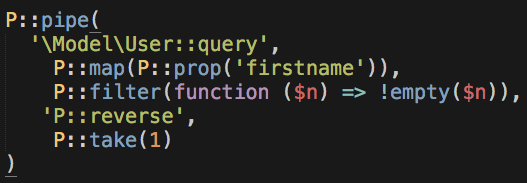 P::pipe(
'\Model\User::query',
P::map(P::prop('firstname')),
P::filter(function ($n) => !empty($n)),
'P::reverse',
P::take(1)
)